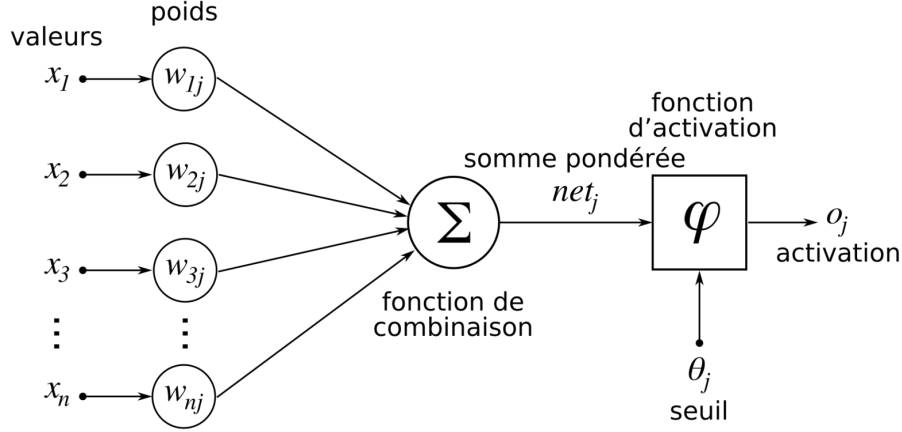 poids
valeurs
x1
w1j
x2
w2j
x3
w3j
⋮
⋮
xn
wnj
Σ
fonction de
combinaison
somme pondérée
netj
fonction
d’activation
φ
oj
activation
θj
seuil